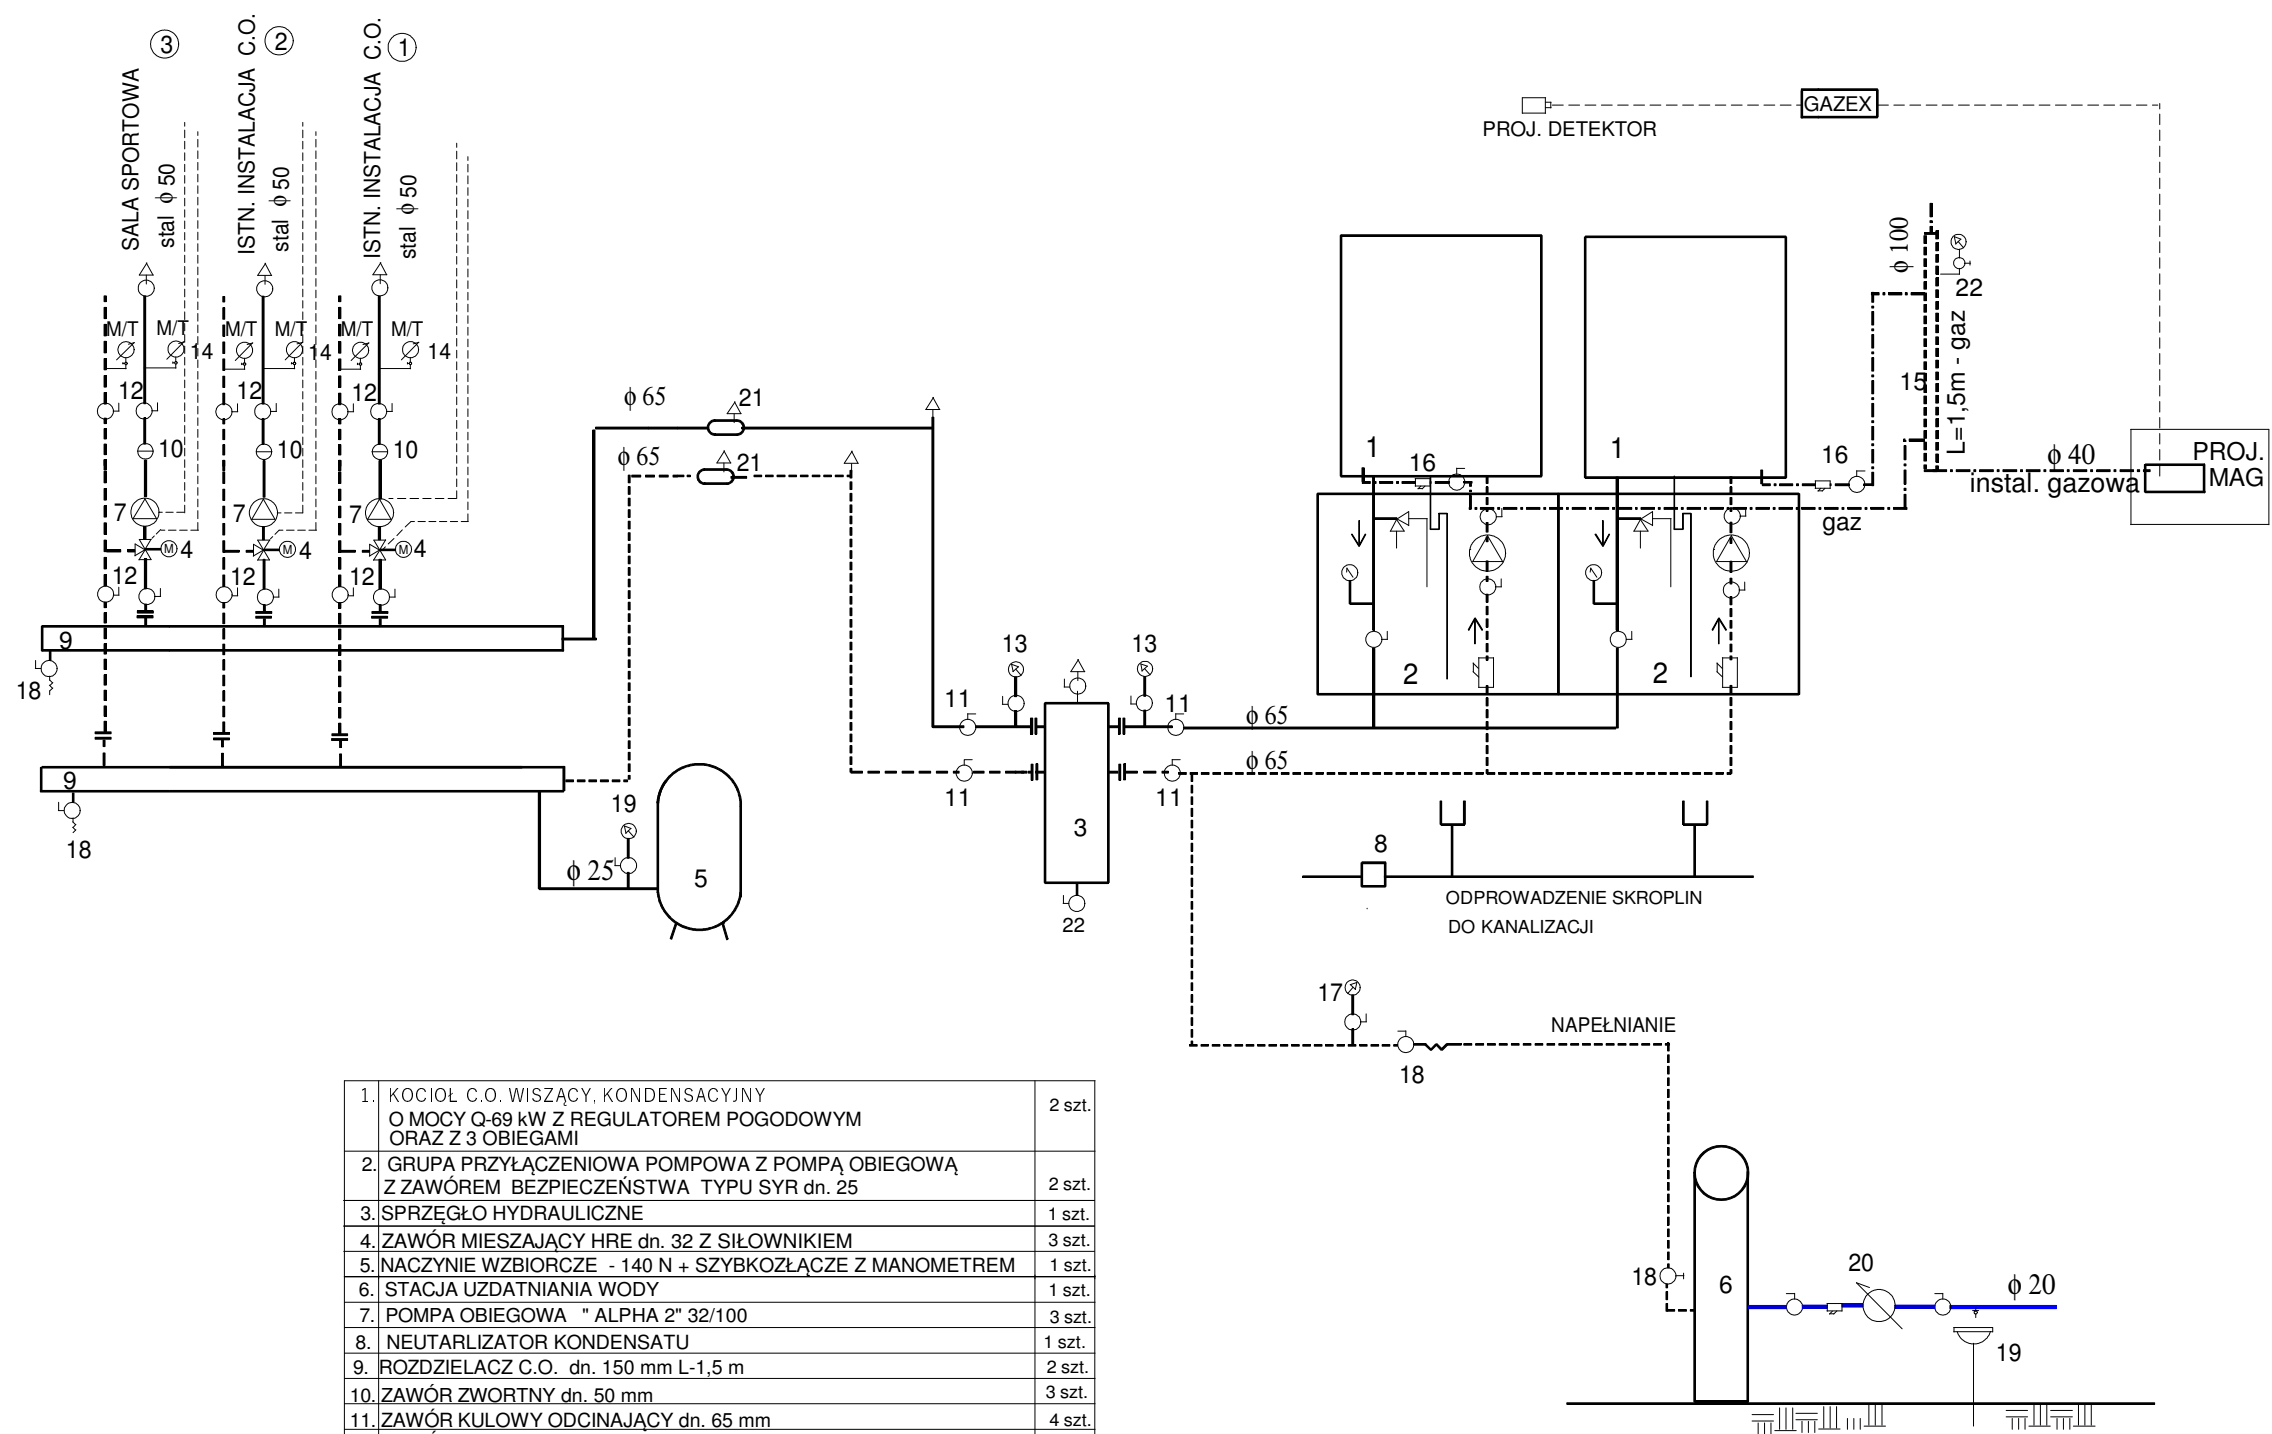 SALA SPORTOWA
stal ϕ 50
3
ISTN. INSTALACJA C.O.
stal ϕ 50
2
ISTN. INSTALACJA C.O.
stal ϕ 50
1
GAZEX
PROJ. DETEKTOR
ϕ 100
22
15
L=1,5m - gaz
ϕ 40
instal. gazowa
PROJ.
MAG
gaz
M/T M/T 14
M/T M/T 14
M/T M/T 14
12 12 12
10 10 10
7 7 7
M 4 M 4 M 4
12 12 12
9
18
9
18
ϕ 65 21
ϕ 65 21
1 16
1 16
2 2
13 13
11 11
ϕ 65
ϕ 65
11 11
3
22
19
ϕ 25
5
8
ODPROWADZENIE SKROPLIN
DO KANALIZACJI
17
18
NAPEŁNIANIE
18
6
20
ϕ 20
19
1. KOCIOŁ C.O. WISZĄCY, KONDENSACYJNY
O MOCY Q-69 kW Z REGULATOREM POGODOWYM 2 szt.
ORAZ Z 3 OBIEGAMI
2. GRUPA PRZYŁĄCZENIOWA POMPOWA Z POMPĄ OBIEGOWĄ
Z ZAWÓREM BEZPIECZEŃSTWA TYPU SYR dn. 25 2 szt.
3. SPRZĘGŁO HYDRAULICZNE 1 szt.
4. ZAWÓR MIESZAJĄCY HRE dn. 32 Z SIŁOWNIKIEM 3 szt.
5. NACZYNIE WZBIORCZE - 140 N + SZYBKOZŁĄCZE Z MANOMETREM 1 szt.
6. STACJA UZDATNIANIA WODY 1 szt.
7. POMPA OBIEGOWA " ALPHA 2" 32/100 3 szt.
8. NEUTARLIZATOR KONDENSATU 1 szt.
9. ROZDZIELACZ C.O. dn. 150 mm L-1,5 m 2 szt.
10. ZAWÓR ZWORTNY dn. 50 mm 3 szt.
11. ZAWÓR KULOWY ODCINAJĄCY dn. 65 mm 4 szt.